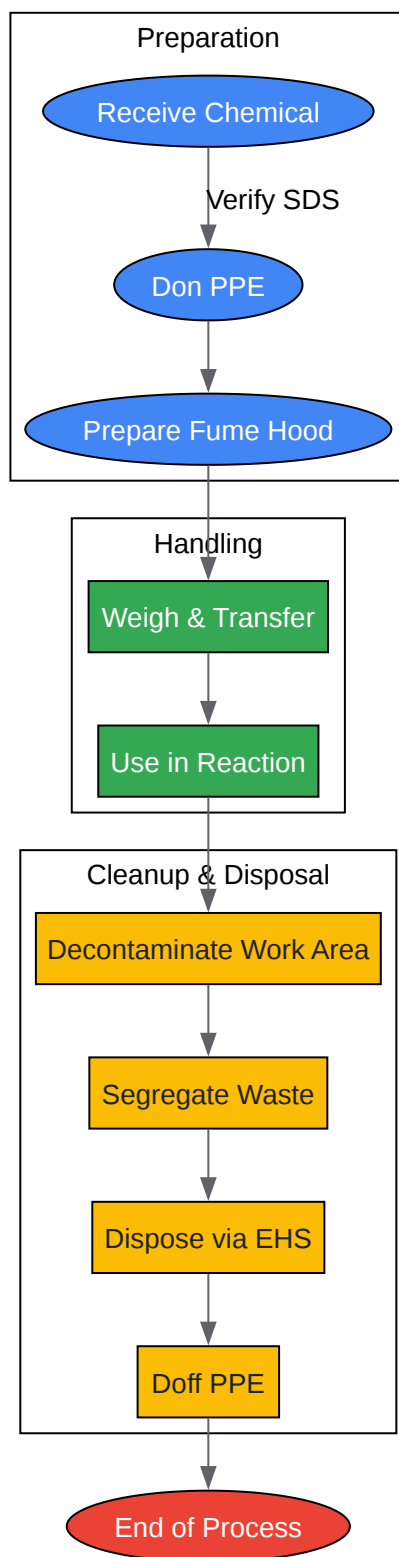 Preparation
Receive Chemical
Verify SDS
Don PPE
Prepare Fume Hood
Handling
Weigh & Transfer
Use in Reaction
Cleanup & Disposal
Decontaminate Work Area
Segregate Waste
Dispose via EHS
Doff PPE
End of Process